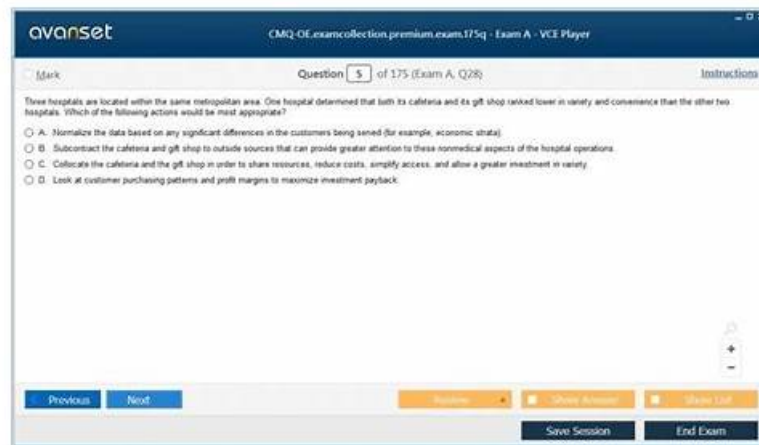 avanset
CMQ-OE.examcollection.premium.exam.175q - Exam A - VCE Player
Mark
Question 5 of 175 (Exam A, Q28)
Instructions
Three hospitals are located within the same metropolitan area. One hospital determined that both its cafeteria and its gift shop ranked lower in variety and convenience than the other two
hospitals. Which of the following actions would be most appropriate?
A. Normalize the data based on any significant differences in the customers being served (for example, economic strata).
B. Subcontract the cafeteria and gift shop to outside sources that can provide greater attention to these nonmedical aspects of the hospital operations.
C. Collocate the cafeteria and the gift shop in order to share resources, reduce costs, simplify access, and allow a greater investment in variety.
D. Look at customer purchasing patterns and profit margins to maximize investment payback.
Previous
Next
Review
Show Answer
Show List
Save Session
End Exam